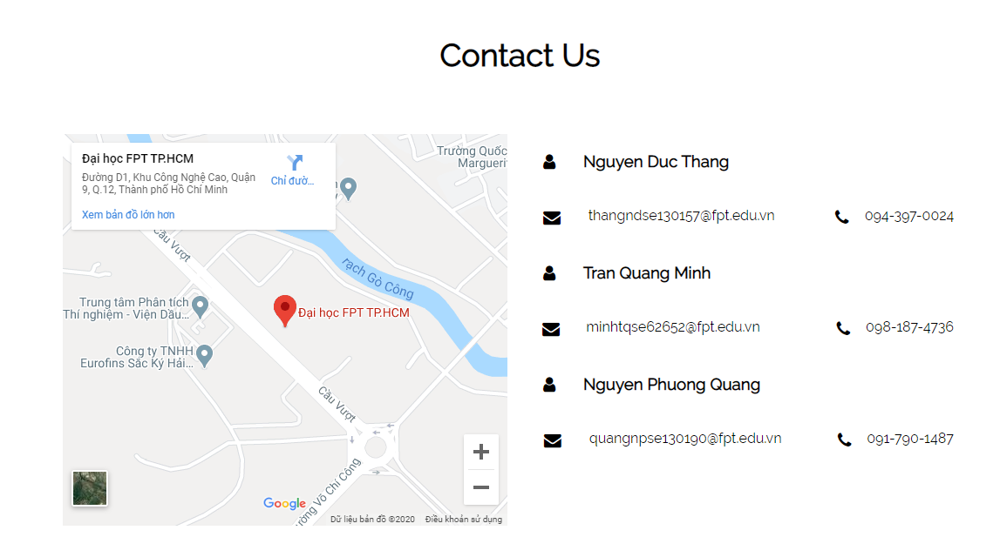 Contact Us
Đại học FPT TP.HCM
Đường D1, Khu Công Nghệ Cao, Quận
9, Q.12, Thành phố Hồ Chí Minh
Chỉ đườ...
Xem bản đồ lớn hơn
Trường Quốc
Marguerit
Cầu Vượt
rạch Gò Công
Trung tâm Phân tích
Thí nghiệm - Viện Dầu...
Đại học FPT TP.HCM
Công ty TNHH
Eurofins Sắc Ký Hải...
Cầu Vượt
ường Võ Chí Công
Google
Dữ liệu bản đồ ©2020 Điều khoản sử dụng
Nguyen Duc Thang
thangndse130157@fpt.edu.vn 094-397-0024
Tran Quang Minh
minhtqse62652@fpt.edu.vn 098-187-4736
Nguyen Phuong Quang
quangnpse130190@fpt.edu.vn 091-790-1487